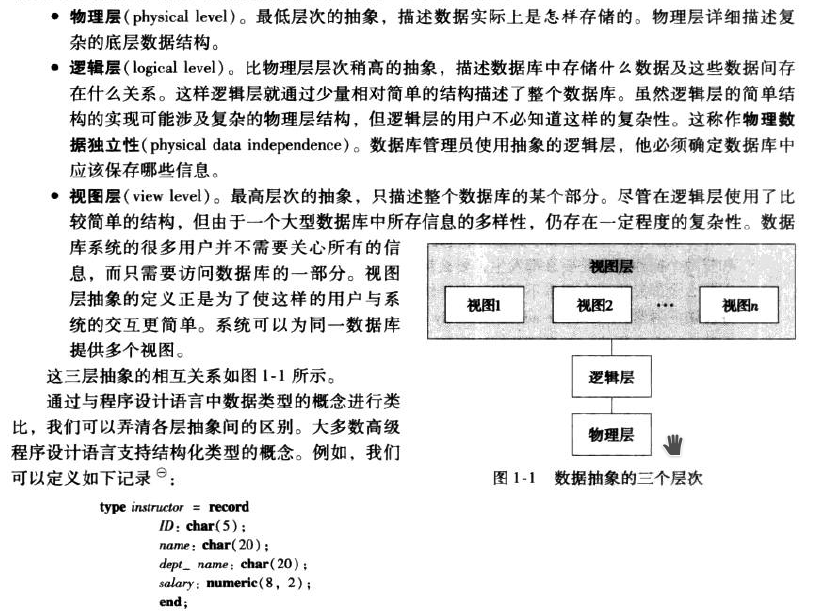 • 物理层(physical level)。最低层次的抽象，描述数据实际上是怎样存储的。物理层详细描述复
杂的底层数据结构。
• 逻辑层(logical level)。比物理层层次稍高的抽象，描述数据库中存储什么数据及这些数据间存
在什么关系。这样逻辑层就通过少量相对简单的结构描述了整个数据库。虽然逻辑层的简单结
构的实现可能涉及复杂的物理层结构，但逻辑层的用户不必知道这样的复杂性。这称作物理数
据独立性(physical data independence)。数据库管理员使用抽象的逻辑层，他必须确定数据库中
应该保存哪些信息。
• 视图层(view level)。最高层次的抽象，只描述整个数据库的某个部分。尽管在逻辑层使用了比
较简单的结构，但由于一个大型数据库中所存信息的多样性，仍存在一定程度的复杂性。数据
库系统的很多用户并不需要关心所有的信
息，而只需要访问数据库的一部分。视图
层抽象的定义正是为了使这样的用户与系
统的交互更简单。系统可以为同一数据库
提供多个视图。
这三层抽象的相互关系如图 1-1 所示。
通过与程序设计语言中数据类型的概念进行类
比，我们可以弄清各层抽象间的区别。大多数高级
程序设计语言支持结构化类型的概念。例如，我们
可以定义如下记录㊀：
type instructor = record
ID: char(5);
name: char(20);
dept_ name: char(20);
salary: numeric(8, 2);
end;
视图层
视图1
视图2
…
视图n
逻辑层
物理层
图 1-1 数据抽象的三个层次